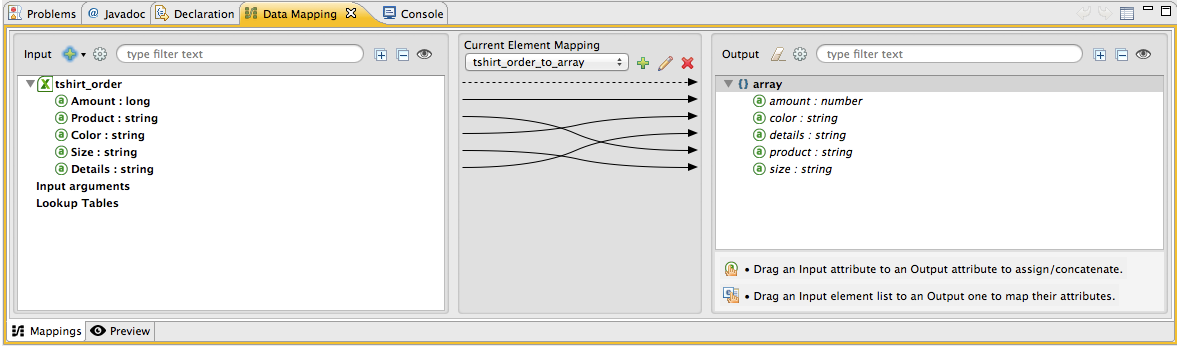 Problems @ Javadoc Declaration Data Mapping Console
Input type filter text
tshirt_order
Amount : long
Product : string
Color : string
Size : string
Details : string
Input arguments
Lookup Tables
Current Element Mapping
tshirt_order_to_array
Output type filter text
{} array
amount : number
color : string
details : string
product : string
size : string
• Drag an Input attribute to an Output attribute to assign/concatenate.
• Drag an Input element list to an Output one to map their attributes.
Mappings Preview